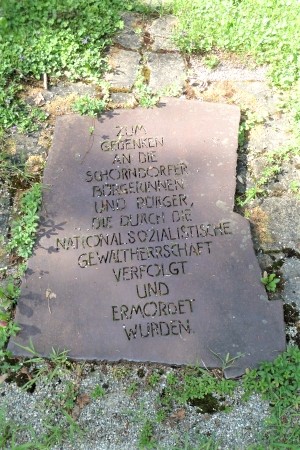 ZUM
GEDENKEN
AN DIE
SCHORNDORFER
BÜRGERINNEN
UND BÜRGER,
DIE DURCH DIE
NATIONALSOZIALISTISCHE
GEWALTHERRSCHAFT
VERFOLGT
UND
ERMORDET
WURDEN.